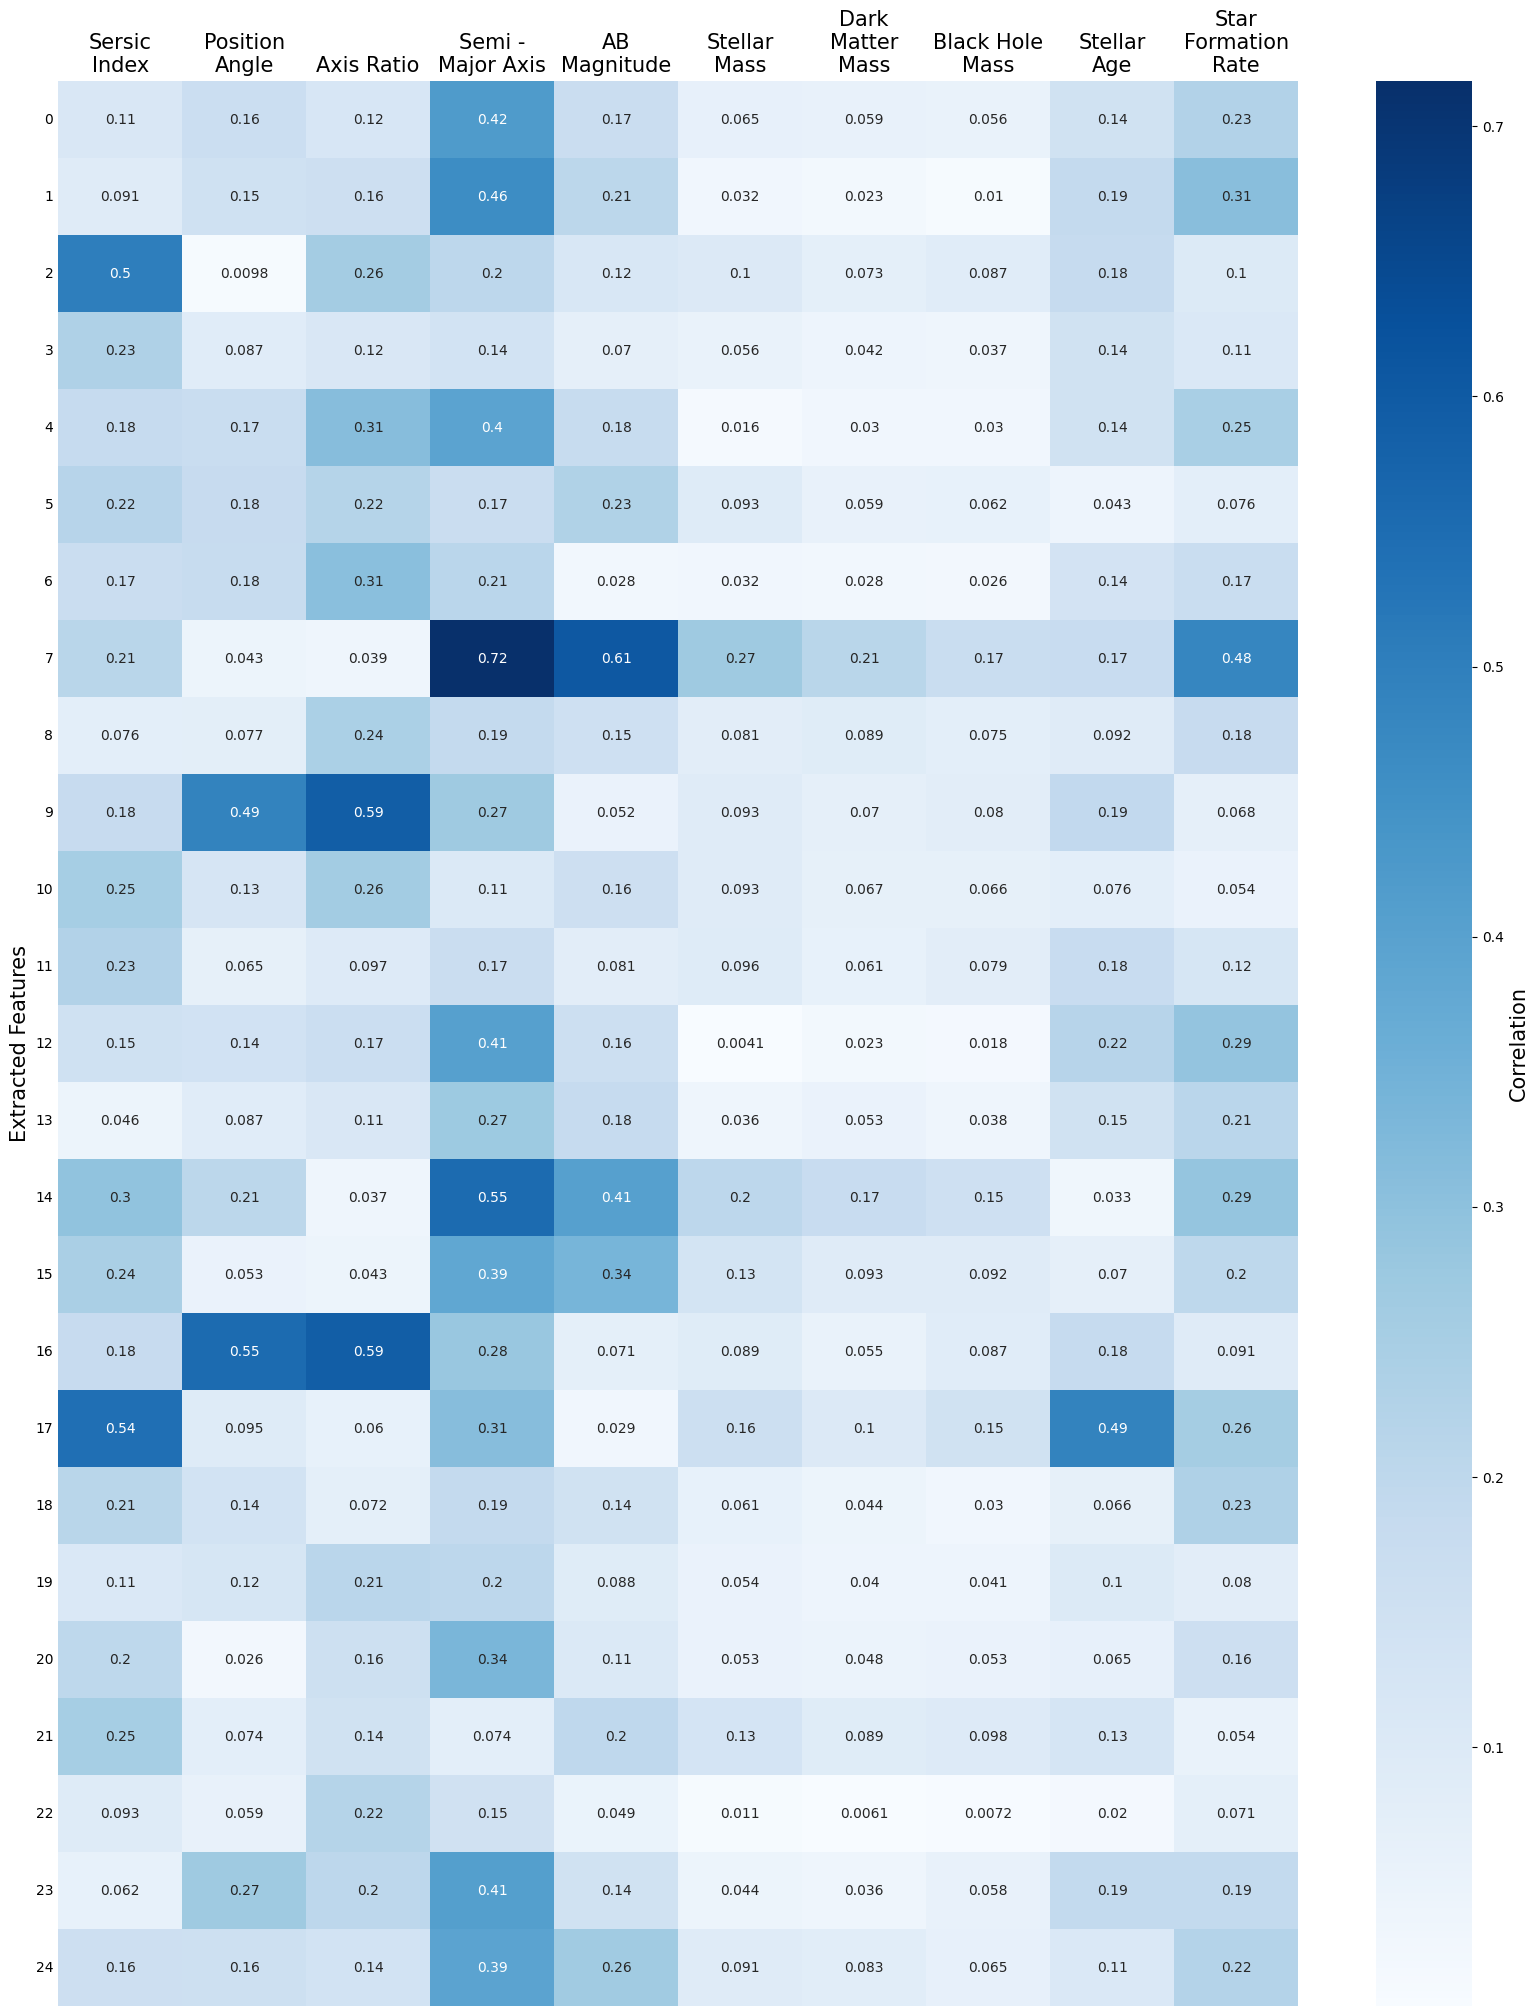 Sersic
Index
Position
Angle
Axis Ratio
Semi -
Major Axis
AB
Magnitude
Stellar
Mass
Dark
Matter
Mass
Black Hole
Mass
Stellar
Age
Star
Formation
Rate
0 0.11 0.16 0.12 0.42 0.17 0.065 0.059 0.056 0.14 0.23
1 0.091 0.15 0.16 0.46 0.21 0.032 0.023 0.01 0.19 0.31
2 0.5 0.0098 0.26 0.2 0.12 0.1 0.073 0.087 0.18 0.1
3 0.23 0.087 0.12 0.14 0.07 0.056 0.042 0.037 0.14 0.11
4 0.18 0.17 0.31 0.4 0.18 0.016 0.03 0.03 0.14 0.25
5 0.22 0.18 0.22 0.17 0.23 0.093 0.059 0.062 0.043 0.076
6 0.17 0.18 0.31 0.21 0.028 0.032 0.028 0.026 0.14 0.17
7 0.21 0.043 0.039 0.72 0.61 0.27 0.21 0.17 0.17 0.48
8 0.076 0.077 0.24 0.19 0.15 0.081 0.089 0.075 0.092 0.18
9 0.18 0.49 0.59 0.27 0.052 0.093 0.07 0.08 0.19 0.068
10 0.25 0.13 0.26 0.11 0.16 0.093 0.067 0.066 0.076 0.054
11 0.23 0.065 0.097 0.17 0.081 0.096 0.061 0.079 0.18 0.12
12 0.15 0.14 0.17 0.41 0.16 0.0041 0.023 0.018 0.22 0.29
13 0.046 0.087 0.11 0.27 0.18 0.036 0.053 0.038 0.15 0.21
14 0.3 0.21 0.037 0.55 0.41 0.2 0.17 0.15 0.033 0.29
15 0.24 0.053 0.043 0.39 0.34 0.13 0.093 0.092 0.07 0.2
16 0.18 0.55 0.59 0.28 0.071 0.089 0.055 0.087 0.18 0.091
17 0.54 0.095 0.06 0.31 0.029 0.16 0.1 0.15 0.49 0.26
18 0.21 0.14 0.072 0.19 0.14 0.061 0.044 0.03 0.066 0.23
19 0.11 0.12 0.21 0.2 0.088 0.054 0.04 0.041 0.1 0.08
20 0.2 0.026 0.16 0.34 0.11 0.053 0.048 0.053 0.065 0.16
21 0.25 0.074 0.14 0.074 0.2 0.13 0.089 0.098 0.13 0.054
22 0.093 0.059 0.22 0.15 0.049 0.011 0.0061 0.0072 0.02 0.071
23 0.062 0.27 0.2 0.41 0.14 0.044 0.036 0.058 0.19 0.19
24 0.16 0.16 0.14 0.39 0.26 0.091 0.083 0.065 0.11 0.22
Extracted Features
0.7
0.6
0.5
0.4
0.3
0.2
0.1
Correlation